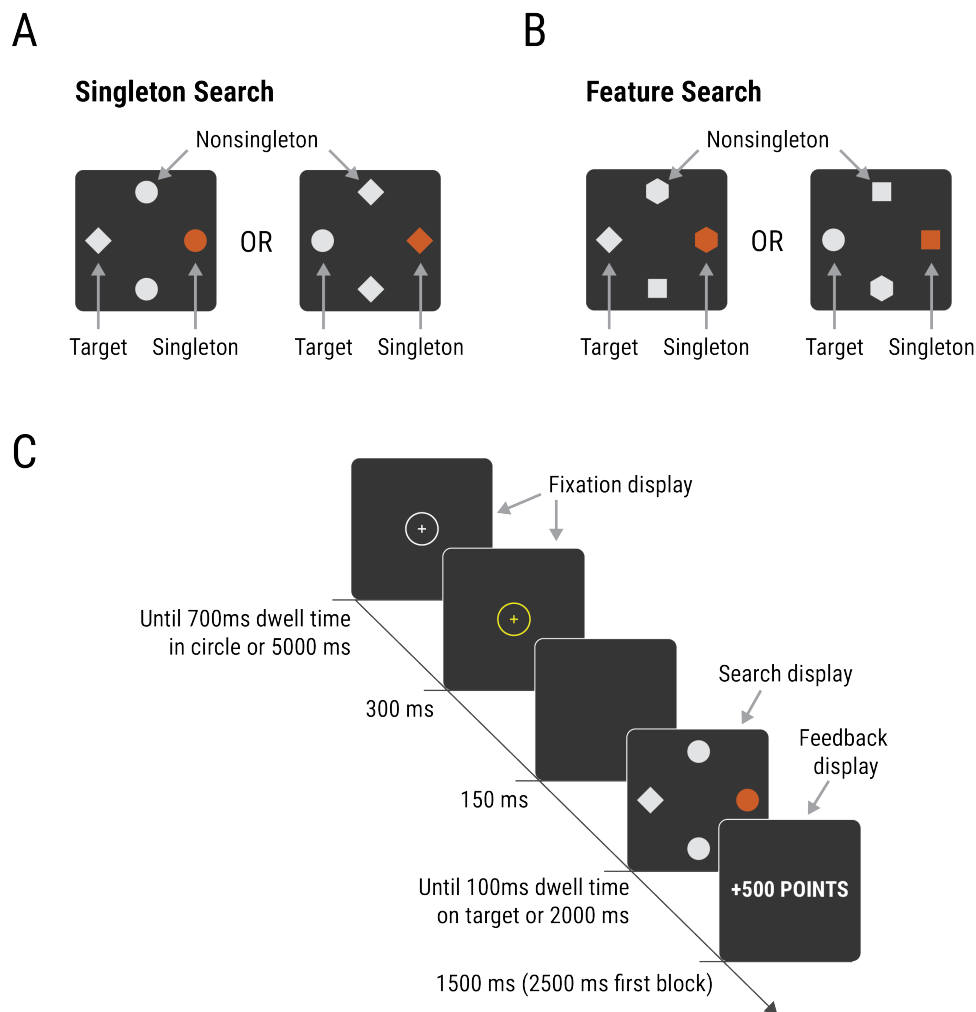 A
B
Singleton Search
Feature Search
Nonsingleton
Nonsingleton
OR
OR
Target
Singleton
Target
Singleton
Target
Singleton
Target
Singleton
C
Fixation display
Until 700ms dwell time
in circle or 5000 ms
300 ms
Search display
150 ms
Feedback
display
Until 100ms dwell time
on target or 2000 ms
+500 POINTS
1500 ms (2500 ms first block)